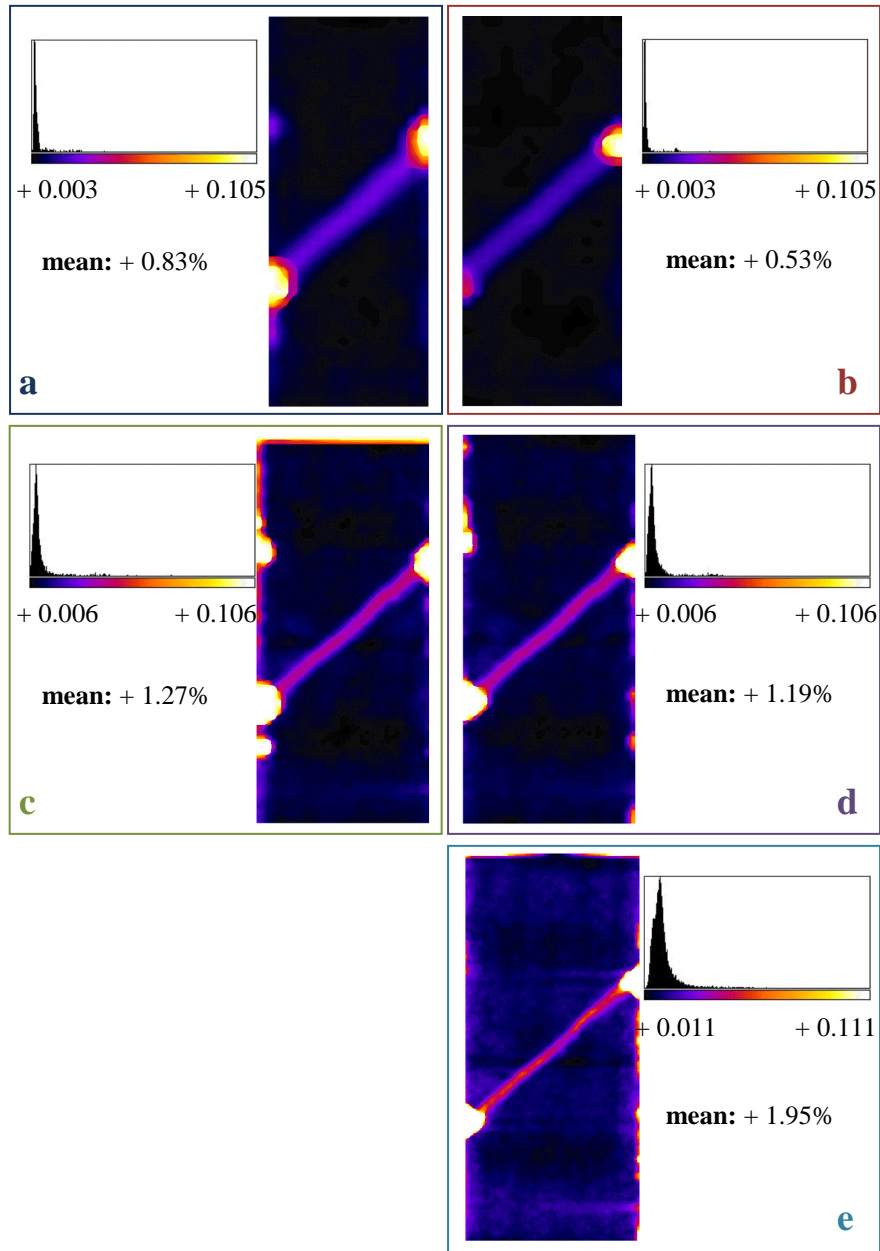 + 0.003 + 0.105
mean: + 0.83%
a
+ 0.003 + 0.105
mean: + 0.53%
b
+ 0.006 + 0.106
mean: + 1.27%
c
+ 0.006 + 0.106
mean: + 1.19%
d
+ 0.011 + 0.111
mean: + 1.95%
e